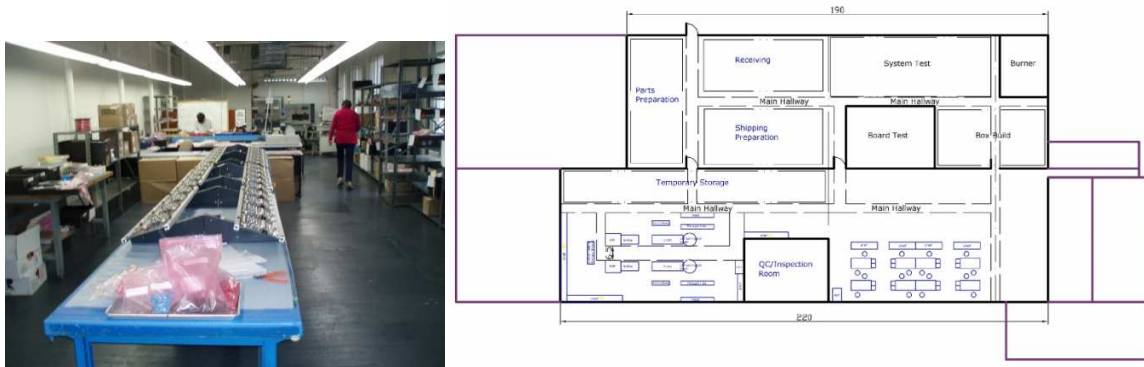 190
Receiving
System Test
Burner
Parts
Preparation
Main Hallway
Main Hallway
Shipping
Preparation
Board Test
Box Build
Temporary Storage
Main Hallway
Main Hallway
QC/Inspection
Room
220